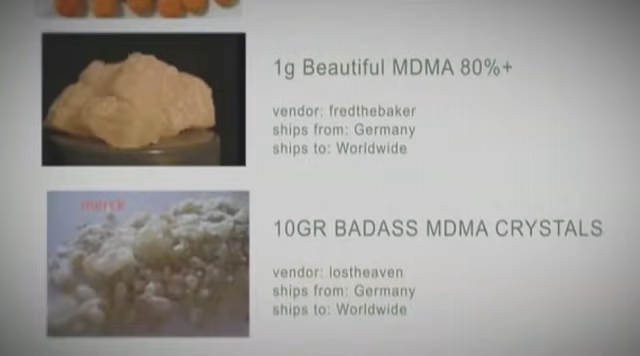 1g Beautiful MDMA 80%+
vendor: fredthebaker
ships from: Germany
ships to: Worldwide
merck
10GR BADASS MDMA CRYSTALS
vendor: lostheaven
ships from: Germany
ships to: Worldwide